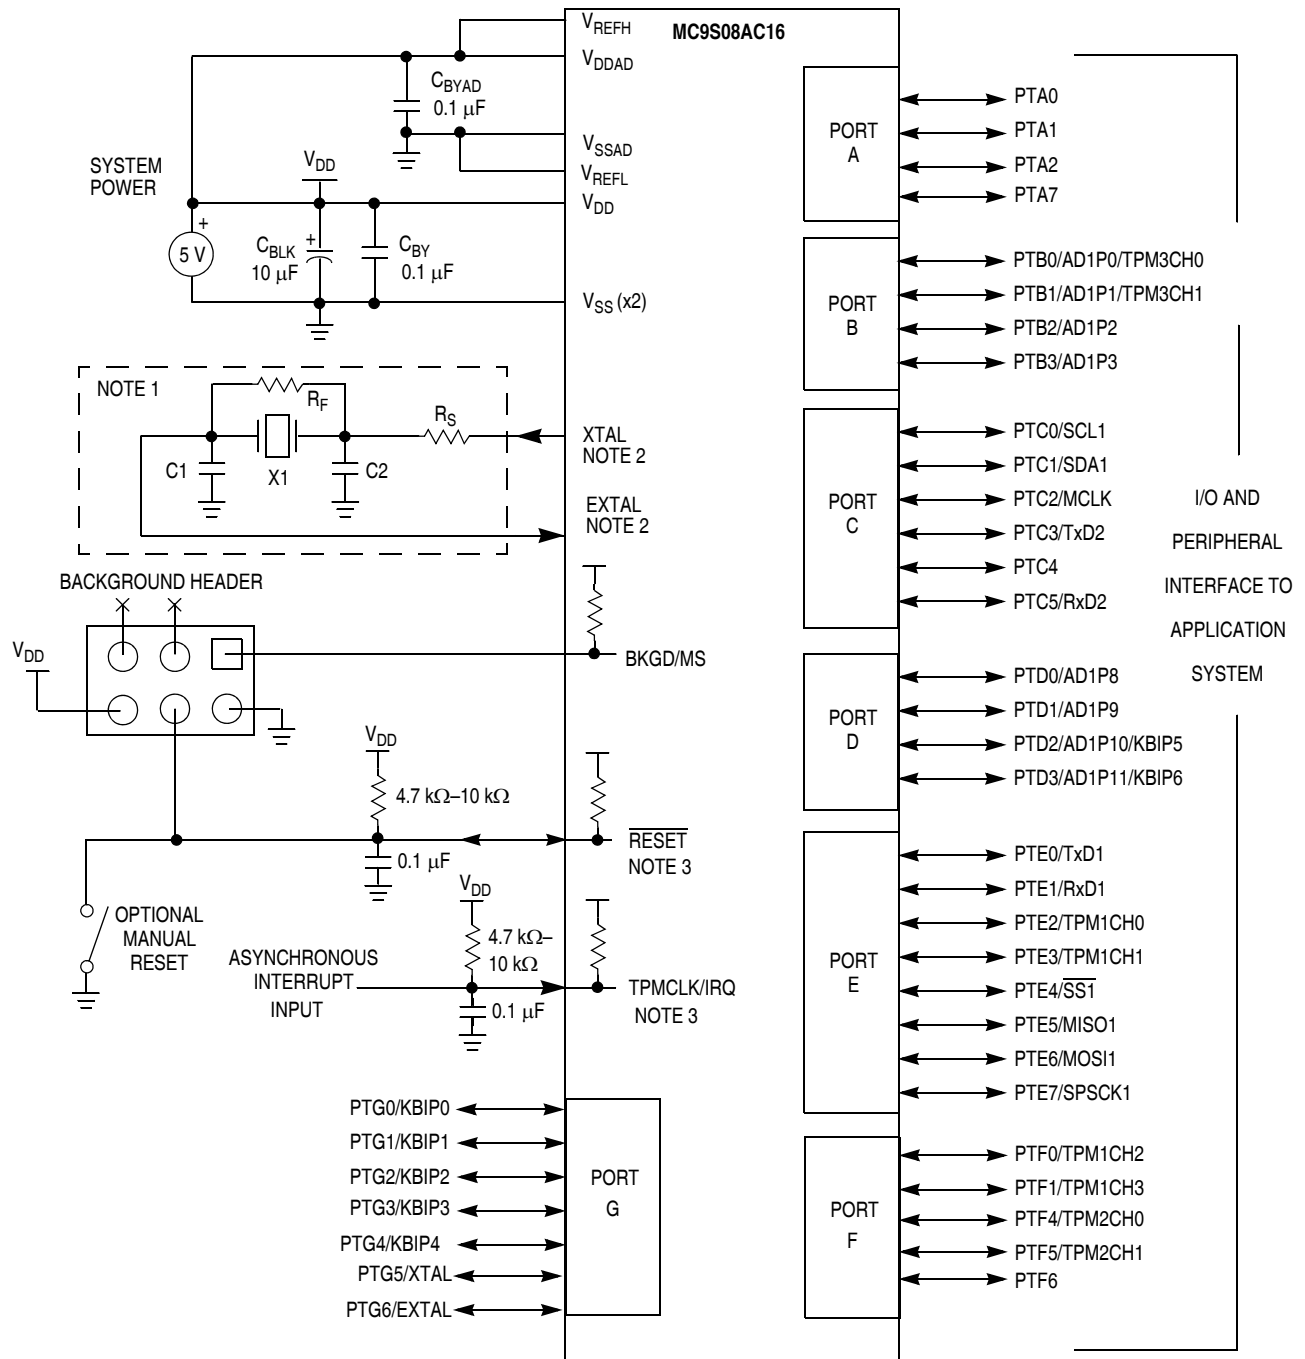 MC9S08AC16
VREFH
VDDAD
CBYAD
0.1 μF
VSSAD
VREFL
VDD
SYSTEM
POWER
VDD
+
5 V
CBLK
+
10 μF
CBY
0.1 μF
VSS (x2)
NOTE 1
RF
RS
C1
X1
C2
XTAL
NOTE 2
EXTAL
NOTE 2
BACKGROUND HEADER
VDD
BKGD/MS
VDD
4.7 kΩ–10 kΩ
0.1 μF
RESET
NOTE 3
OPTIONAL
MANUAL
RESET
VDD
4.7 kΩ–
10 kΩ
ASYNCHRONOUS
INTERRUPT
INPUT
0.1 μF
TPMCLK/IRQ
NOTE 3
PTG0/KBIP0
PTG1/KBIP1
PTG2/KBIP2
PTG3/KBIP3
PTG4/KBIP4
PTG5/XTAL
PTG6/EXTAL
PORT
G
PORT
A
PTA0
PTA1
PTA2
PTA7
PORT
B
PTB0/AD1P0/TPM3CH0
PTB1/AD1P1/TPM3CH1
PTB2/AD1P2
PTB3/AD1P3
PORT
C
PTC0/SCL1
PTC1/SDA1
PTC2/MCLK
PTC3/TxD2
PTC4
PTC5/RxD2
PORT
D
PTD0/AD1P8
PTD1/AD1P9
PTD2/AD1P10/KBIP5
PTD3/AD1P11/KBIP6
PORT
E
PTE0/TxD1
PTE1/RxD1
PTE2/TPM1CH0
PTE3/TPM1CH1
PTE4/SS1
PTE5/MISO1
PTE6/MOSI1
PTE7/SPSCK1
PORT
F
PTF0/TPM1CH2
PTF1/TPM1CH3
PTF4/TPM2CH0
PTF5/TPM2CH1
PTF6
I/O AND
PERIPHERAL
INTERFACE TO
APPLICATION
SYSTEM